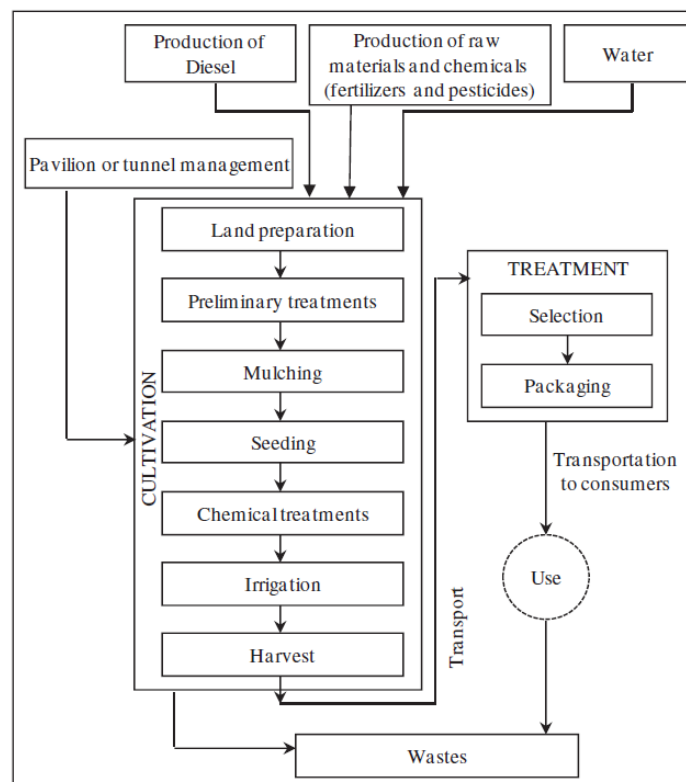 Production of
Diesel
Production of raw
materials and chemicals
(fertilizers and pesticides)
Water
Pavilion or tunnel management
CULTIVATION
Land preparation
Preliminary treatments
Mulching
Seeding
Chemical treatments
Irrigation
Harvest
Transport
TREATMENT
Selection
Packaging
Transportation
to consumers
Use
Wastes